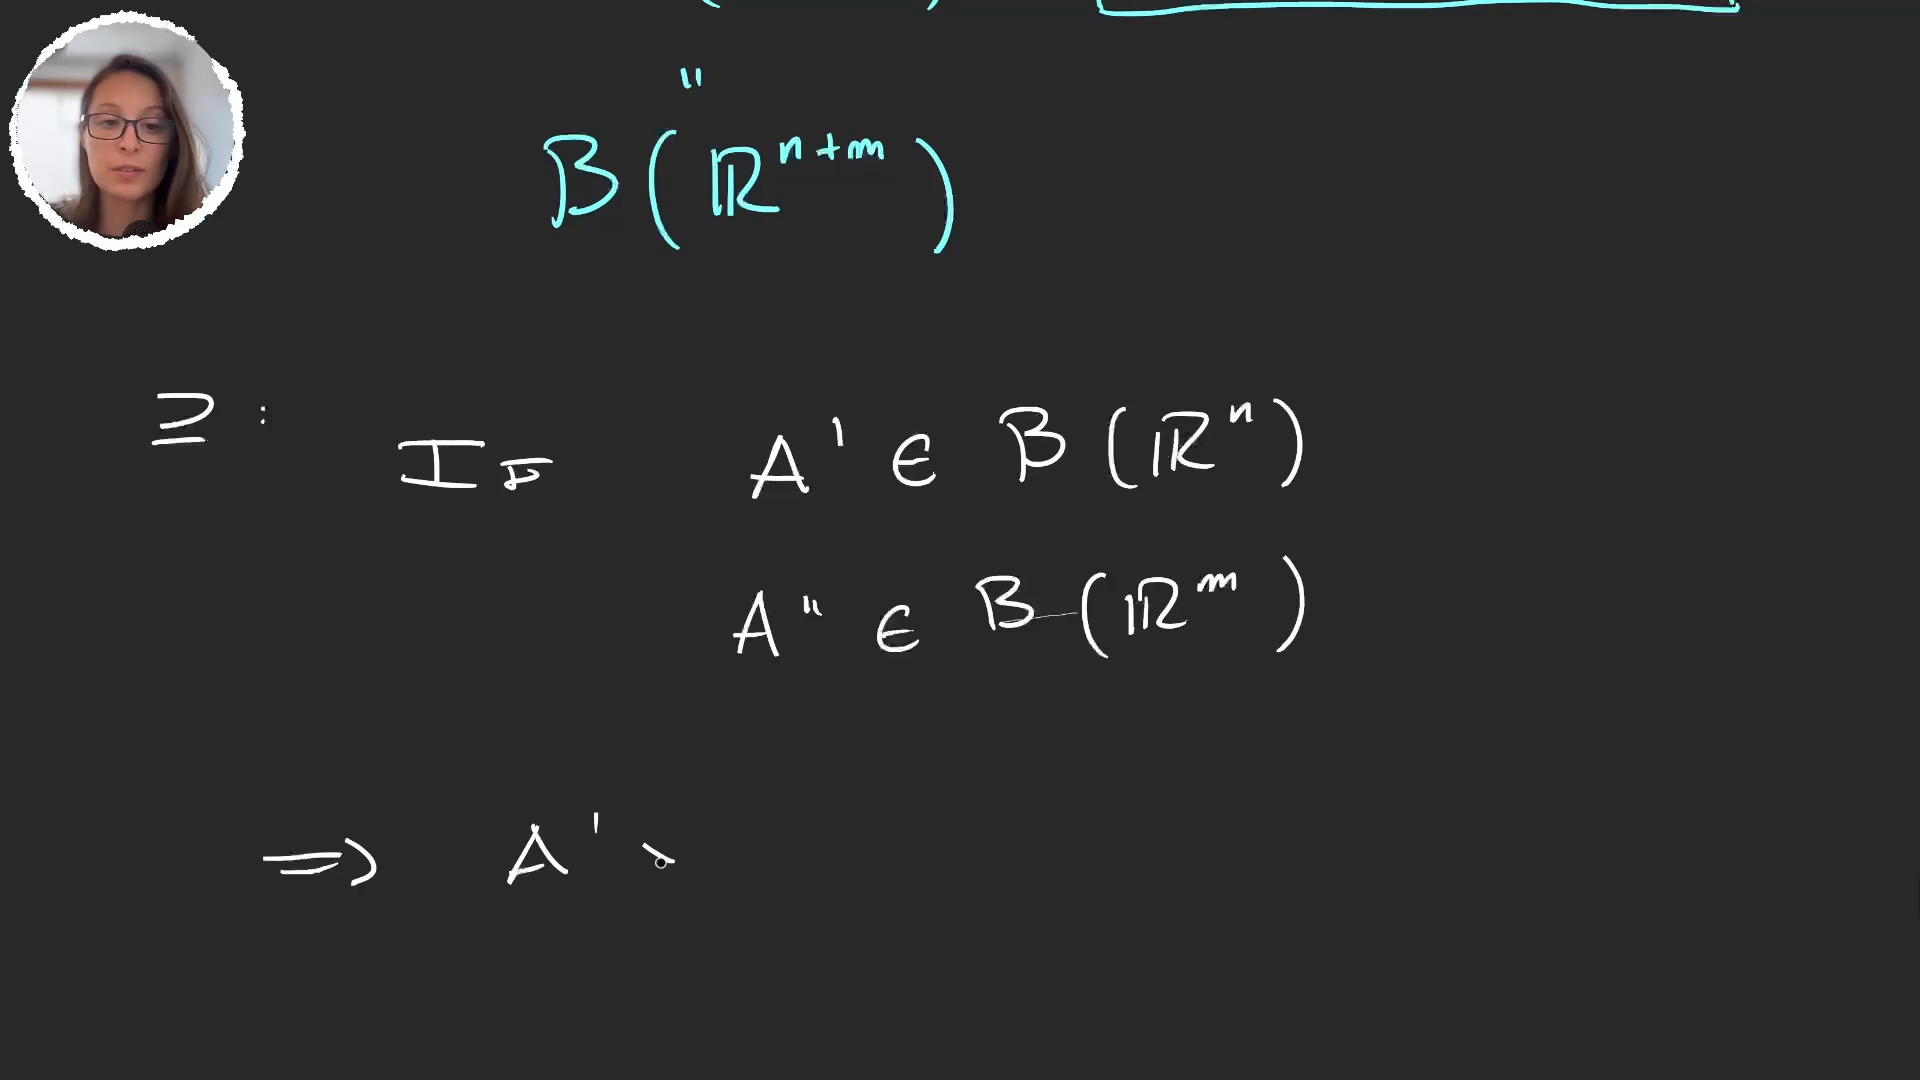 "
B(ℝⁿ⁺ᵐ)
⊇ : IF A' ∈ B(ℝⁿ)
A" ∈ B(ℝᵐ)
⇒ A'